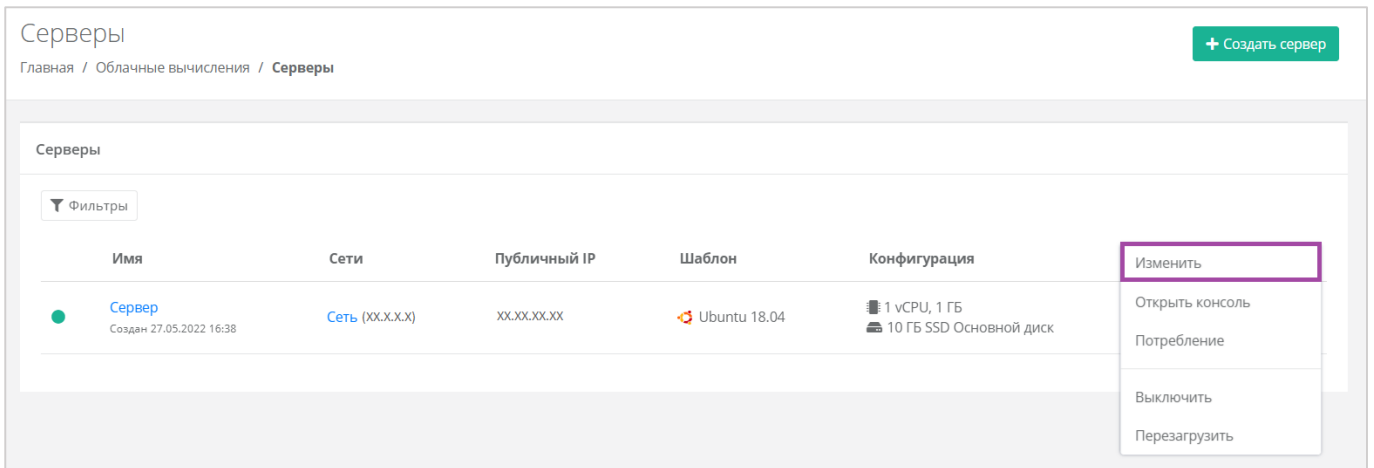 Серверы
+ Создать сервер
Главная / Облачные вычисления / Серверы
Серверы
Фильтры
Имя Сети Публичный IP Шаблон Конфигурация
Сервер
Создан 27.05.2022 16:38
Сеть (XX.X.X.X)
XX.XX.XX.XX
Ubuntu 18.04
1 vCPU, 1 ГБ
10 ГБ SSD Основной диск
Изменить
Открыть консоль
Потребление
Выключить
Перезагрузить